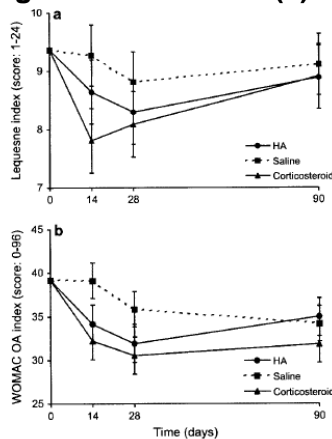 a
Lequesne index (score: 1-24)
10
9
8
7
HA
Saline
Corticosteroid
0 14 28 90
b
WOMAC OA index (score: 0-96)
45
40
35
30
25
HA
Saline
Corticosteroid
0 14 28 90
Time (days)